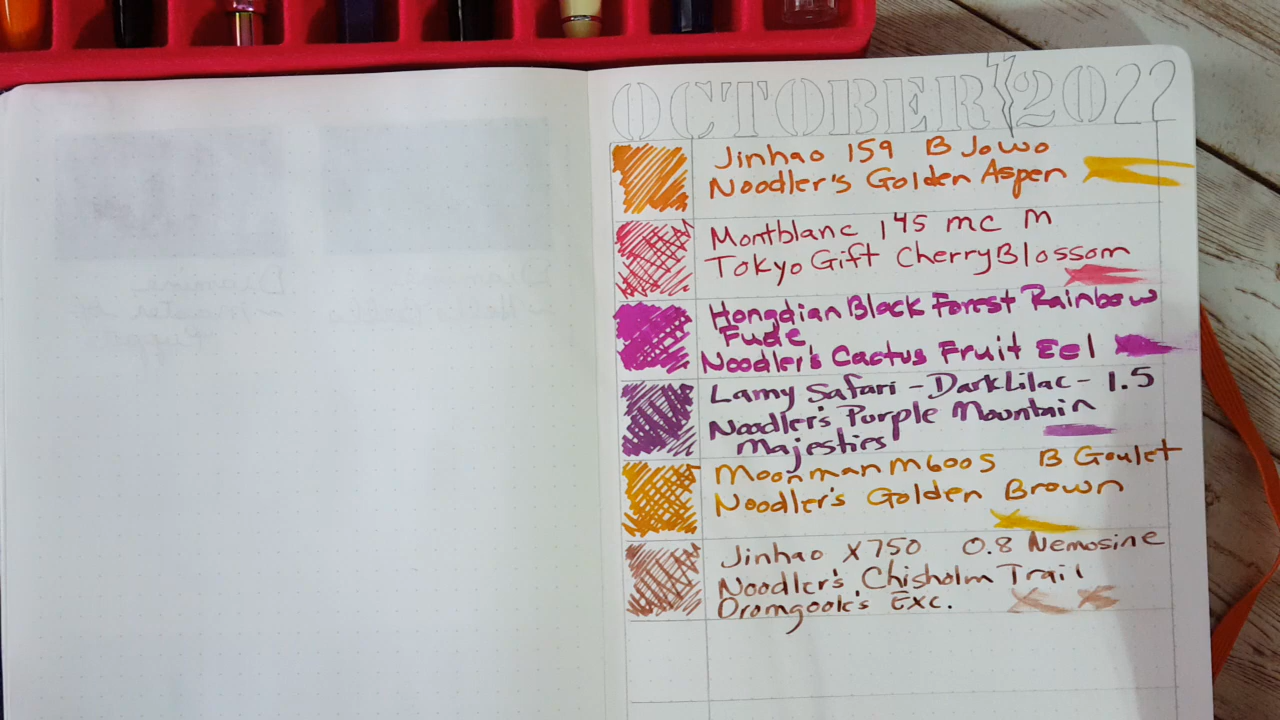 OCTOBER 2022
Jinhao 159 B Jowo
Noodler's Golden Aspen
Montblanc 145 MC M
Tokyo Gift Cherry Blossom
Hongdian Black Forest Rainbow
Fude
Noodler's Cactus Fruit Eel
Lamy Safari - Dark Lilac - 1.5
Noodler's Purple Mountain
Majesties
Moonman M600S B Goulet
Noodler's Golden Brown
Jinhao X750 0.8 Nemosine
Noodler's Chisholm Trail
Dromgoole's Exc.